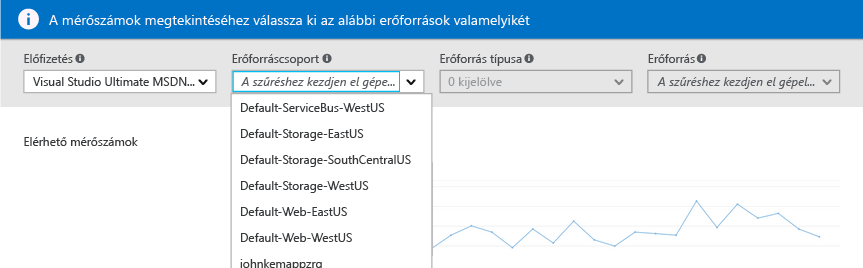 A mérőszámok megtekintéséhez válassza ki az alábbi erőforrások valamelyikét
Előfizetés Erőforráscsoport Erőforrás típusa Erőforrás
Visual Studio Ultimate MSDN... A szűréshez kezdjen el gépe... 0 kijelölve A szűréshez kezdjen el gépel...
Default-ServiceBus-WestUS
Default-Storage-EastUS
Elérhető mérőszámok
Default-Storage-SouthCentralUS
Default-Storage-WestUS
Default-Web-EastUS
Default-Web-WestUS
johnkemappzrg